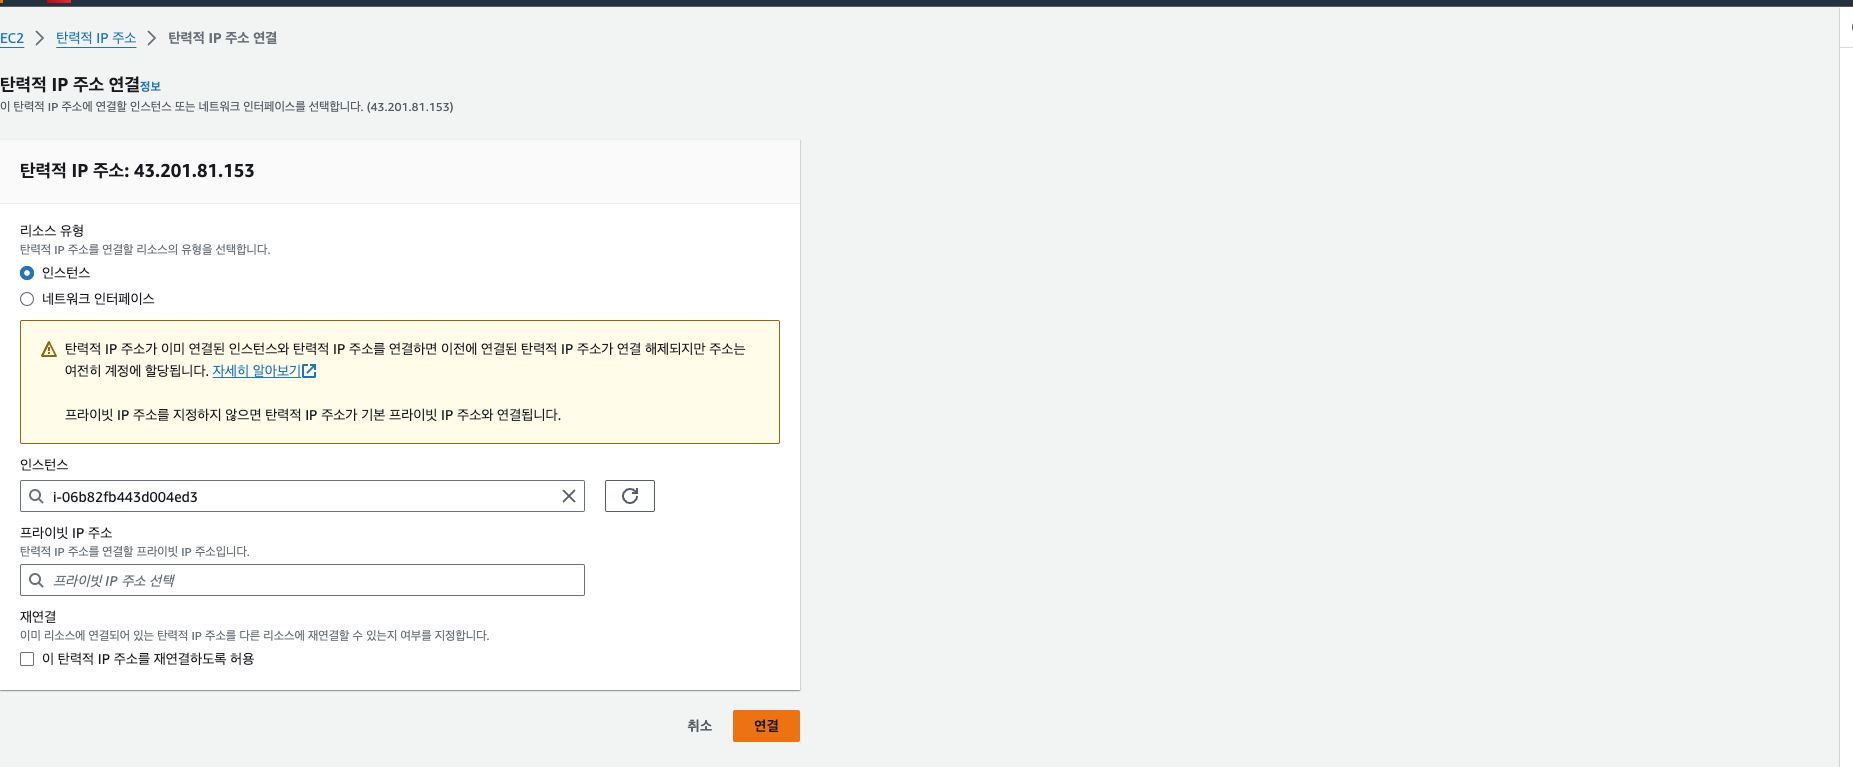 EC2 > 탄력적 IP 주소 > 탄력적 IP 주소 연결
탄력적 IP 주소 연결정보
이 탄력적 IP 주소에 연결할 인스턴스 또는 네트워크 인터페이스를 선택합니다. (43.201.81.153)
탄력적 IP 주소: 43.201.81.153
리소스 유형
탄력적 IP 주소를 연결할 리소스의 유형을 선택합니다.
인스턴스
네트워크 인터페이스
탄력적 IP 주소가 이미 연결된 인스턴스와 탄력적 IP 주소를 연결하면 이전에 연결된 탄력적 IP 주소가 연결 해제되지만 주소는
여전히 계정에 할당됩니다. 자세히 알아보기
프라이빗 IP 주소를 지정하지 않으면 탄력적 IP 주소가 기본 프라이빗 IP 주소와 연결됩니다.
인스턴스
i-06b82fb443d004ed3
프라이빗 IP 주소
탄력적 IP 주소를 연결할 프라이빗 IP 주소입니다.
프라이빗 IP 주소 선택
재연결
이미 리소스에 연결되어 있는 탄력적 IP 주소를 다른 리소스에 재연결할 수 있는지 여부를 지정합니다.
이 탄력적 IP 주소를 재연결하도록 허용
취소 연결